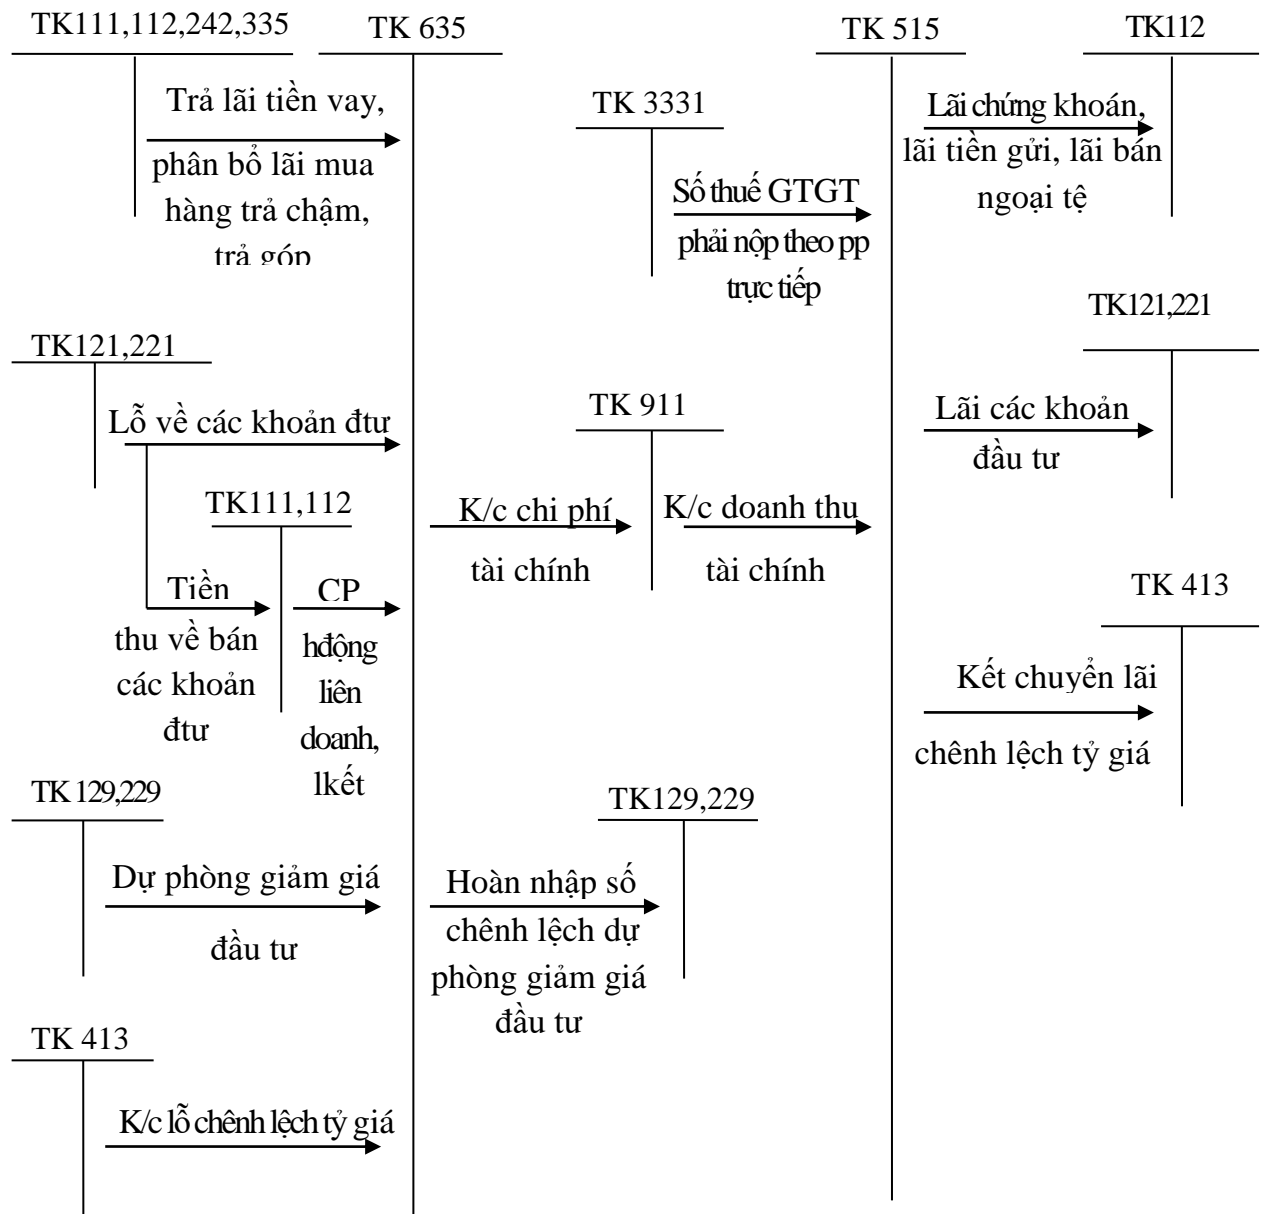 TK111,112,242,335
TK 635
TK 515
TK112
Trả lãi tiền vay,
phân bổ lãi mua
hàng trả chậm,
trả góp
TK 3331
Số thuế GTGT
phải nộp theo pp
trực tiếp
Lãi chứng khoán,
lãi tiền gửi, lãi bán
ngoại tệ
TK121,221
TK121,221
Lỗ về các khoản đtư
TK 911
Lãi các khoản
đầu tư
TK111,112
K/c chi phí
tài chính
K/c doanh thu
tài chính
Tiền
thu về bán
các khoản
đtư
CP
hđộng
liên
doanh,
lkết
TK 413
Kết chuyển lãi
chênh lệch tỷ giá
TK 129,229
TK129,229
Dự phòng giảm giá
đầu tư
Hoàn nhập số
chênh lệch dự
phòng giảm giá
đầu tư
TK 413
K/c lỗ chênh lệch tỷ giá